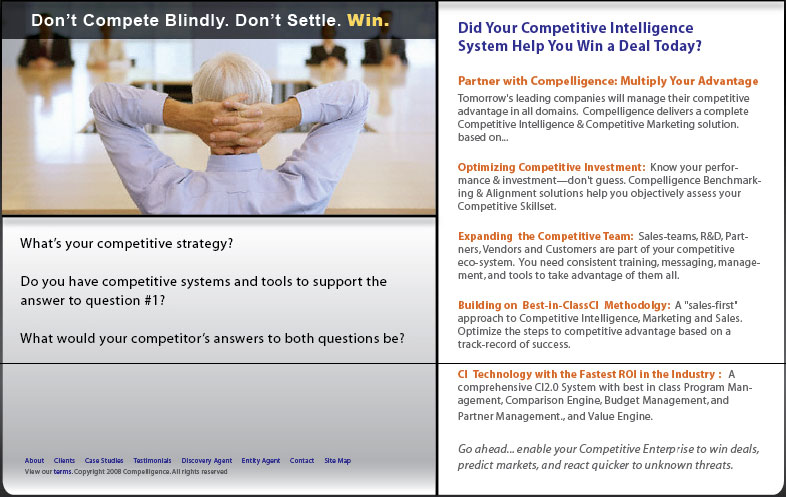 Don't Compete Blindly. Don't Settle. Win.
What's your competitive strategy?
Do you have competitive systems and tools to support the
answer to question #1?
What would your competitor's answers to both questions be?
About Clients Case Studies Testimonials Discovery Agent Entity Agent Contact Site Map
View our terms. Copyright 2008 Compelligence. All rights reserved
Did Your Competitive Intelligence
System Help You Win a Deal Today?
Partner with Compelligence: Multiply Your Advantage
Tomorrow's leading companies will manage their competitive
advantage in all domains. Compelligence delivers a complete
Competitive Intelligence & Competitive Marketing solution.
based on...
Optimizing Competitive Investment: Know your perfor-
mance & investment—don't guess. Compelligence Benchmark-
ing & Alignment solutions help you objectively assess your
Competitive Skillset.
Expanding the Competitive Team: Sales-teams, R&D, Part-
ners, Vendors and Customers are part of your competitive
eco-system. You need consistent training, messaging, manage-
ment, and tools to take advantage of them all.
Building on Best-in-ClassCI Methodolgy: A "sales-first"
approach to Competitive Intelligence, Marketing and Sales.
Optimize the steps to competitive advantage based on a
track-record of success.
CI Technology with the Fastest ROI in the Industry : A
comprehensive CI2.0 System with best in class Program Man-
agement, Comparison Engine, Budget Management, and
Partner Management., and Value Engine.
Go ahead... enable your Competitive Enterprise to win deals,
predict markets, and react quicker to unknown threats.